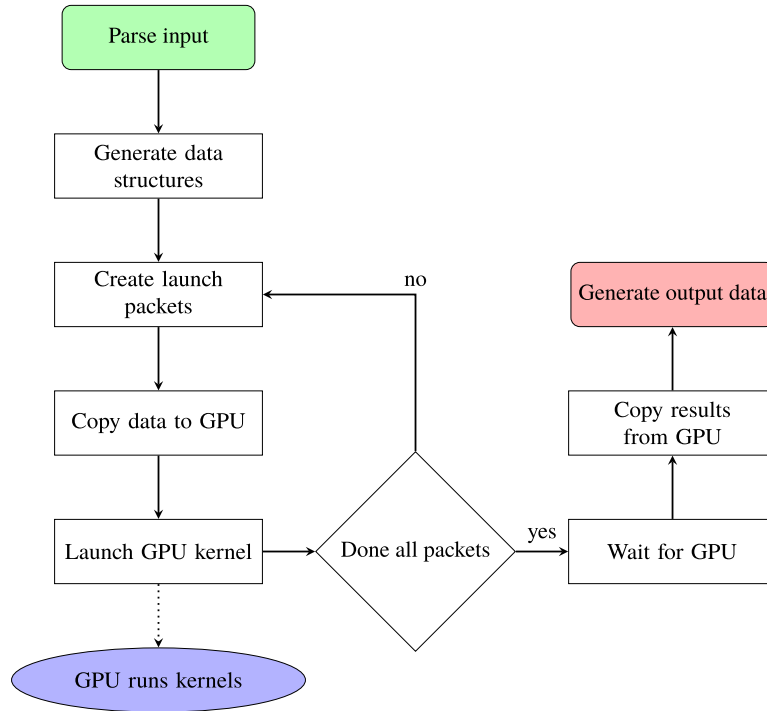 Parse input
Generate data
structures
Create launch
packets
no
Generate output data
Copy data to GPU
Copy results
from GPU
Launch GPU kernel
Done all packets
yes
Wait for GPU
GPU runs kernels